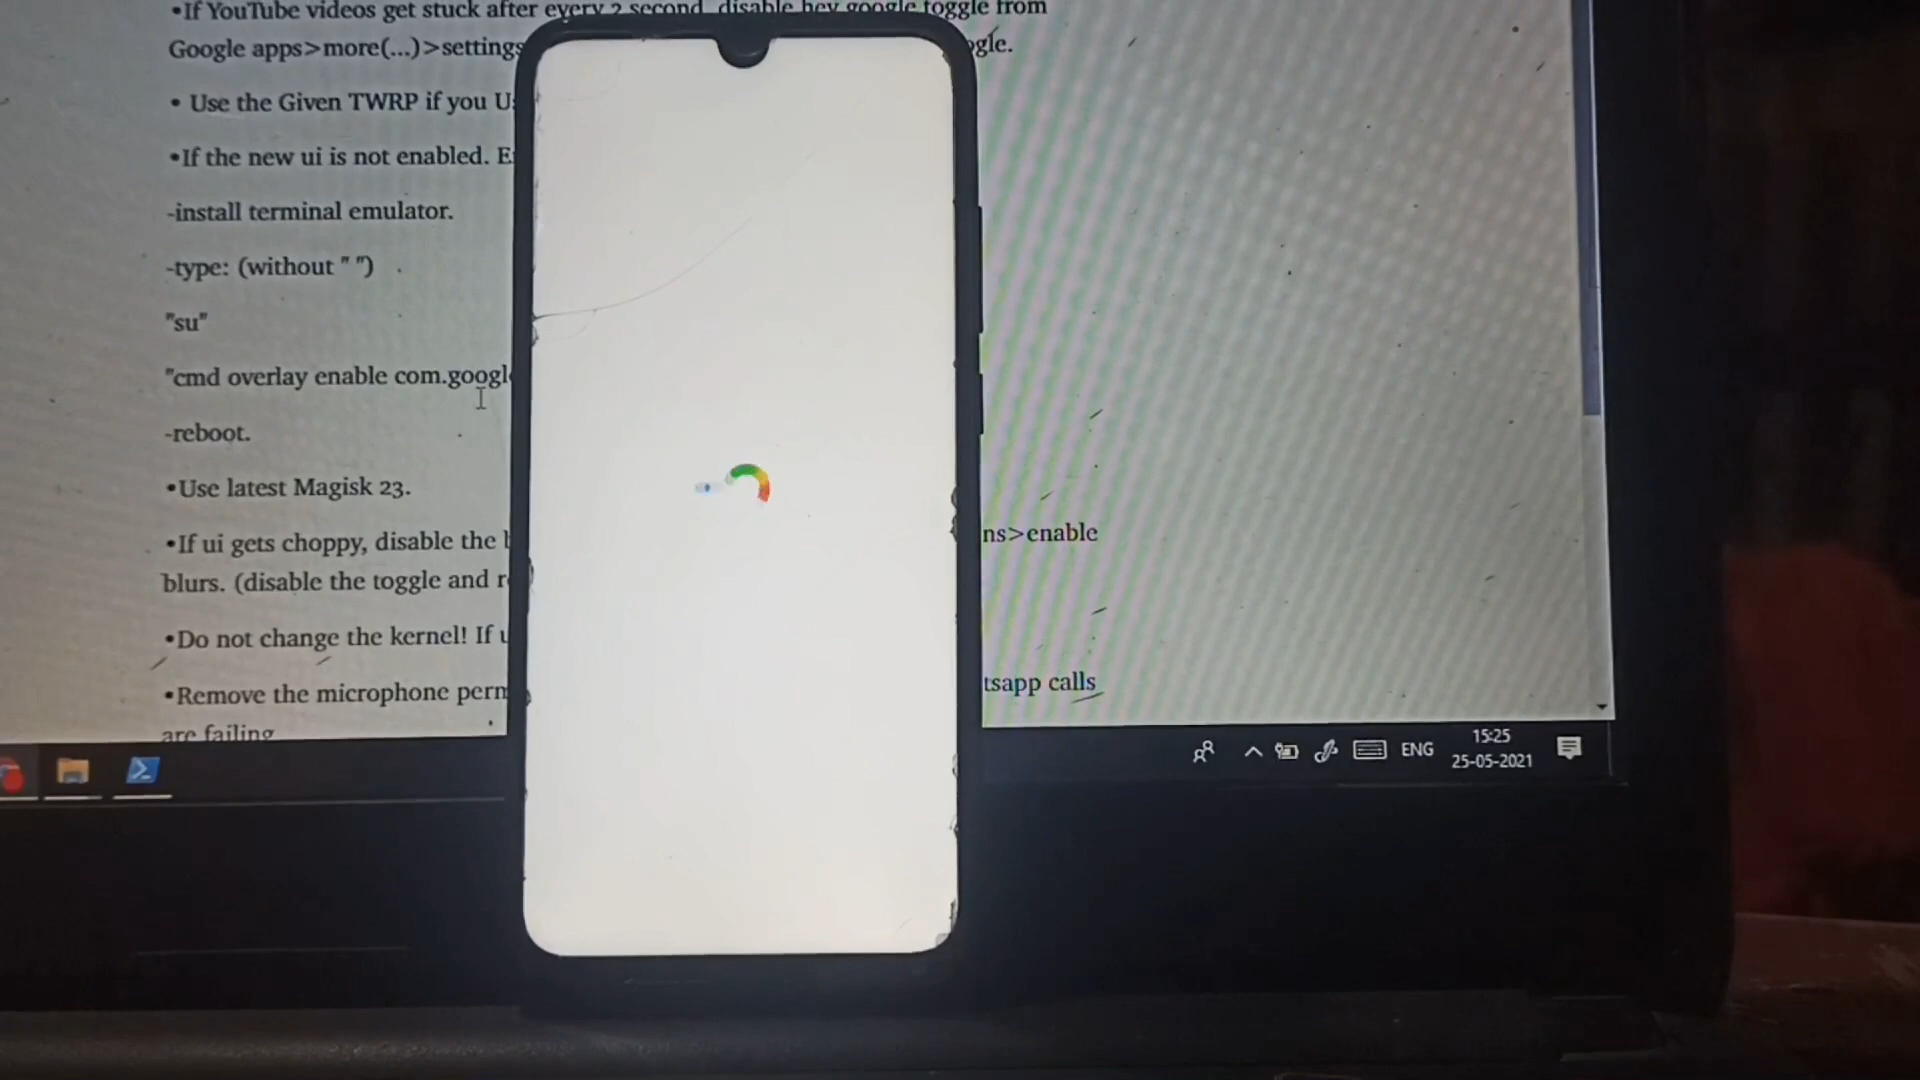 •If YouTube videos get stuck after every 2 second, disable hey google toggle from
Google apps>more(...)>settings ogle.
• Use the Given TWRP if you U
•If the new ui is not enabled. E
-install terminal emulator.
-type: (without " ")
"su"
"cmd overlay enable com.googl
-reboot.
•Use latest Magisk 23.
•If ui gets choppy, disable the b ns>enable
blurs. (disable the toggle and r
•Do not change the kernel! If u
•Remove the microphone perm tsapp calls
are failing
ENG
15:25
25-05-2021